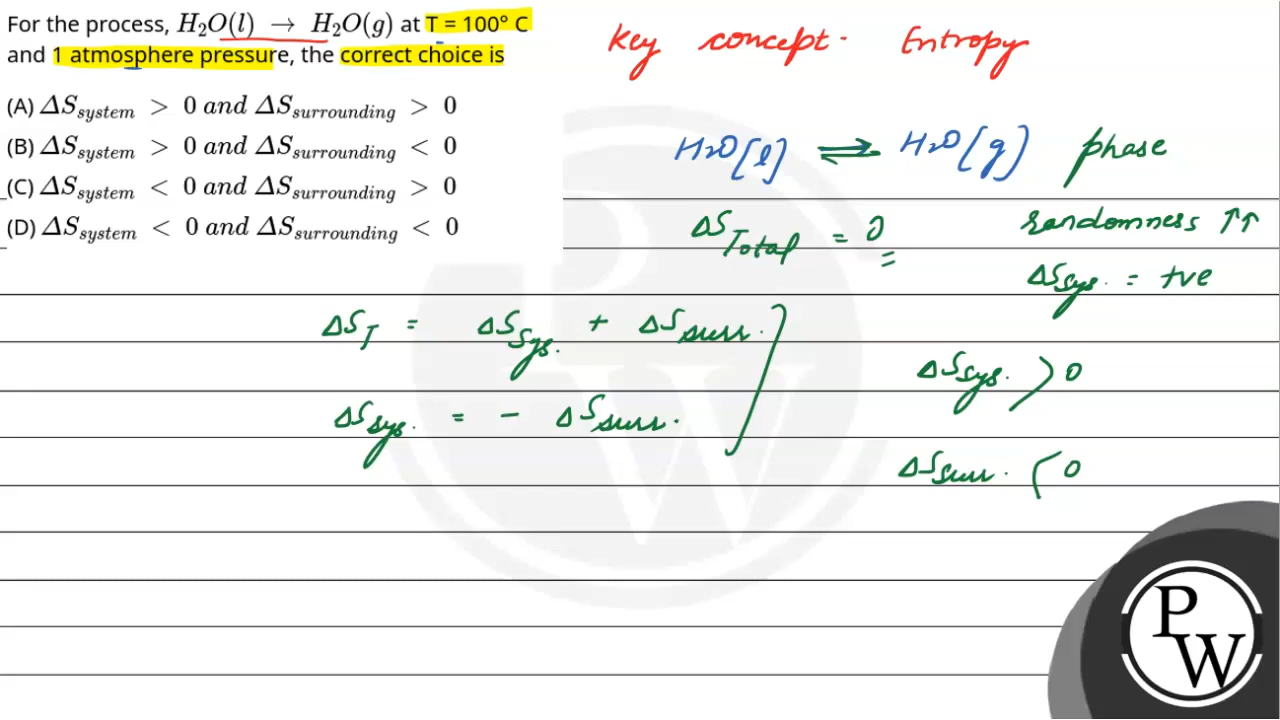 For the process, H₂O(l) → H₂O(g) at T = 100° C
and 1 atmosphere pressure, the correct choice is
(A) ΔS_system > 0 and ΔS_surrounding > 0
(B) ΔS_system > 0 and ΔS_surrounding < 0
(C) ΔS_system < 0 and ΔS_surrounding > 0
(D) ΔS_system < 0 and ΔS_surrounding < 0
Key concept - Entropy
H₂O[l] ⇌ H₂O[g] phase
ΔS_Total = 0
randomness ↑↑
ΔS_sys. = +ve
ΔS_T = ΔS_sys. + ΔS_surr.
ΔS_sys. > 0
ΔS_sys. = - ΔS_surr.
ΔS_surr. < 0
P
W
PW